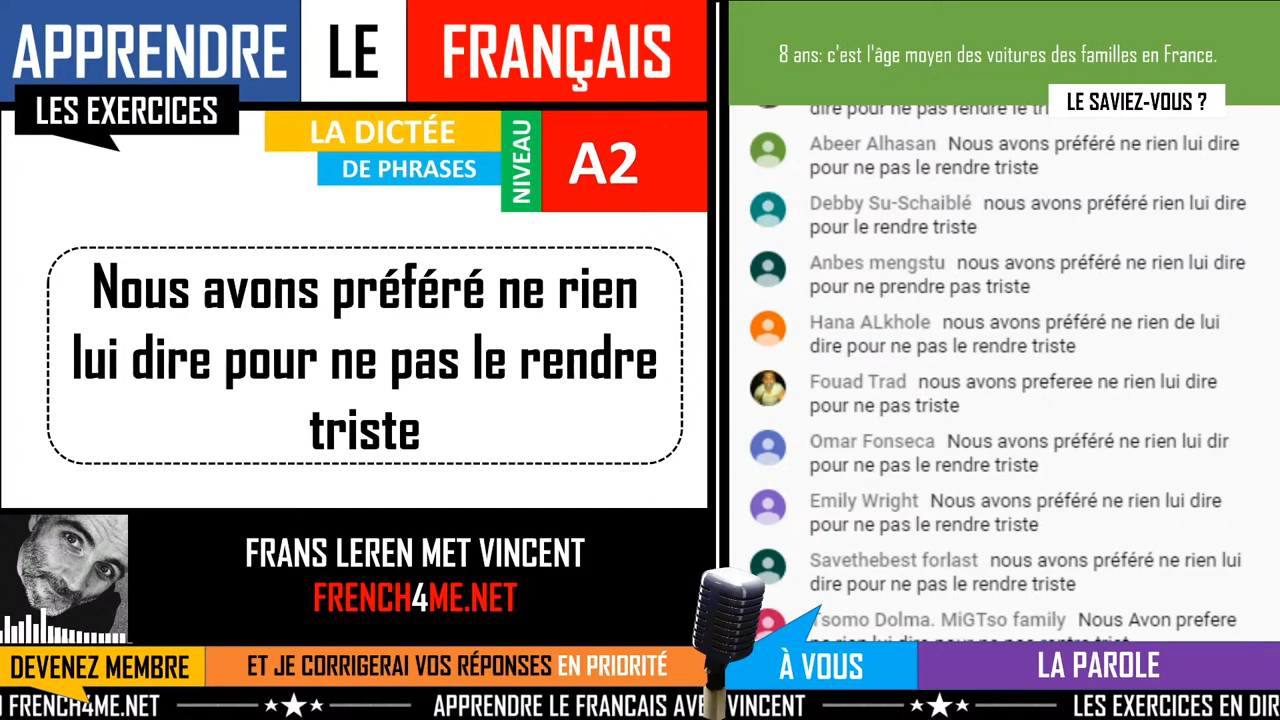 APPRENDRE LE FRANÇAIS
LES EXERCICES
LA DICTÉE
DE PHRASES
NIVEAU
A2
Nous avons préféré ne rien
lui dire pour ne pas le rendre
triste
FRANS LEREN MET VINCENT
FRENCH4ME.NET
DEVENEZ MEMBRE
ET JE CORRIGERAI VOS RÉPONSES EN PRIORITÉ
8 ans: c'est l'âge moyen des voitures des familles en France.
LE SAVIEZ-VOUS ?
dire pour ne pas le rendre
Abeer Alhasan Nous avons préféré ne rien lui dire
pour ne pas le rendre triste
Debby Su-Schaiblé nous avons préféré rien lui dire
pour le rendre triste
Anbes mengstu nous avons préféré rien lui dire
pour ne prendre pas triste
Hana ALkhole nous avons préféré ne rien de lui
dire pour ne pas le rendre triste
Fouad Trad nous avons preferee ne rien lui dire
pour ne pas triste
Omar Fonseca Nous avons préféré ne rien lui dir
pour ne pas le rendre triste
Emily Wright Nous avons préféré ne rien lui dire
pour ne pas le rendre triste
Savethebest forlast nous avons préféré ne rien lui
dire pour ne pas le rendre triste
Tsomo Dolma. MiGTso family Nous Avon prefere
À VOUS
LA PAROLE
FRENCH4ME.NET APPRENDRE LE FRANCAIS AVE VINCENT LES EXERCICES EN DIR